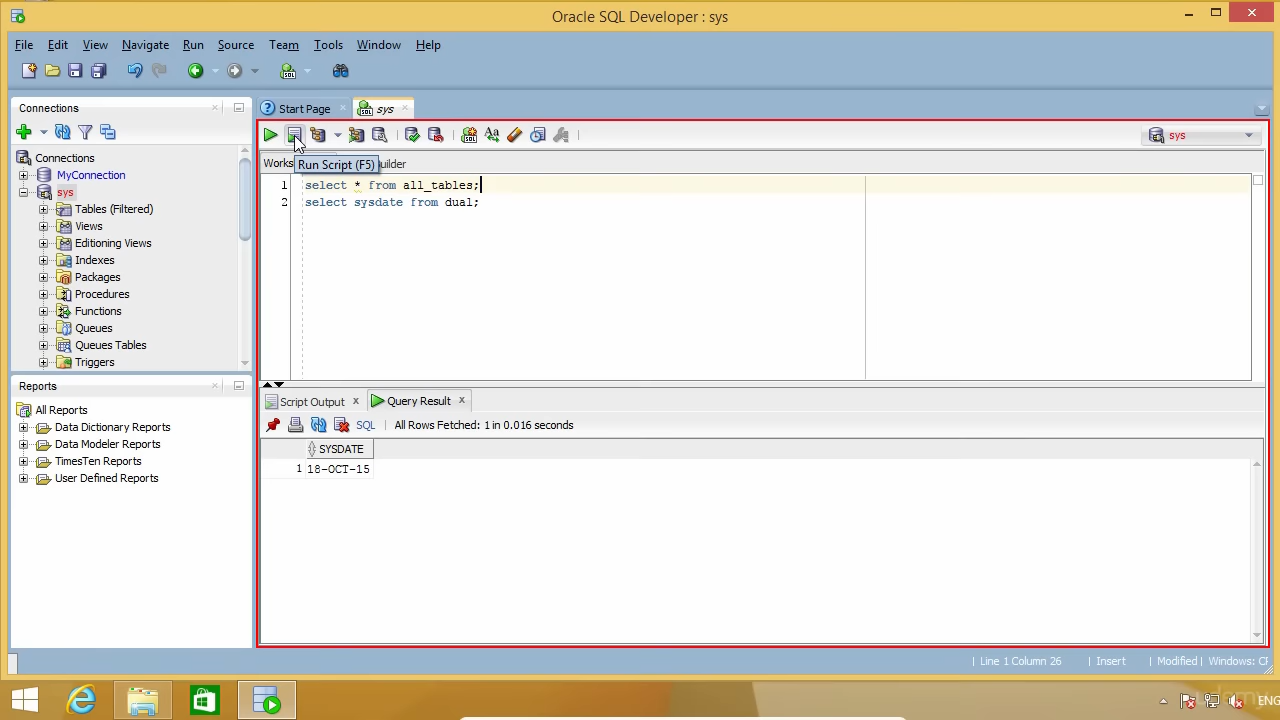 Oracle SQL Developer : sys
File Edit View Navigate Run Source Team Tools Window Help
Connections
Start Page
sys
sys
Run Script (F5)
Works
uilder
Connections
MyConnection
sys
Tables (Filtered)
Views
Editioning Views
Indexes
Packages
Procedures
Functions
Queues
Queues Tables
Triggers
1 select * from all_tables;
2 select sysdate from dual;
Reports
All Reports
Data Dictionary Reports
Data Modeler Reports
TimesTen Reports
User Defined Reports
Script Output
Query Result
SQL
All Rows Fetched: 1 in 0.016 seconds
SYSDATE
1 18-OCT-15
Line 1 Column 26
Insert
Modified
Windows: CR
ENG
udemy